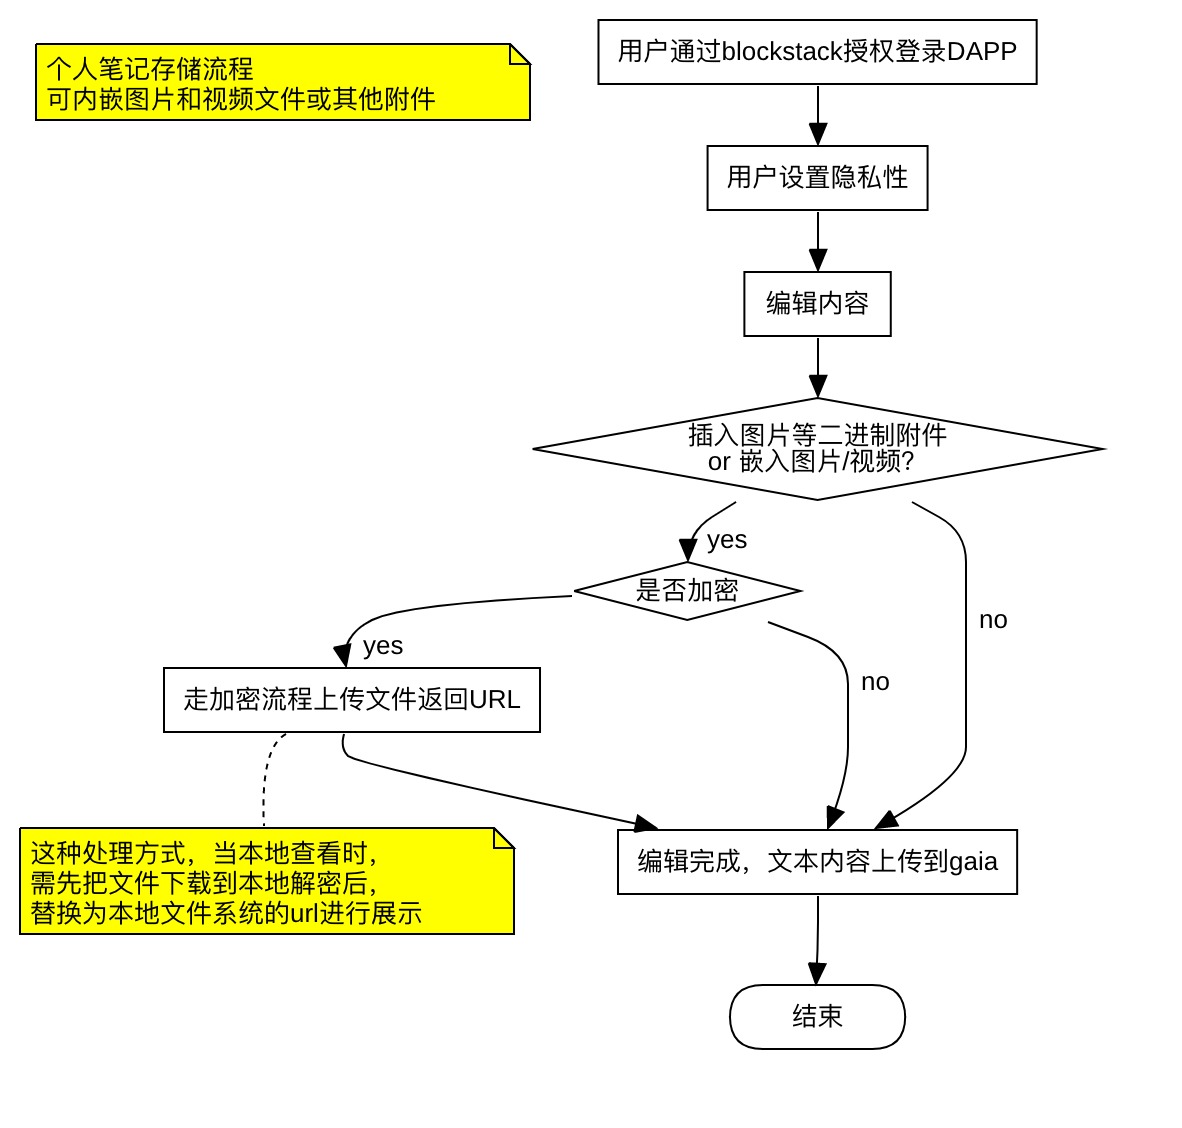 个人笔记存储流程
可内嵌图片和视频文件或其他附件
用户通过blockstack授权登录DAPP
用户设置隐私性
编辑内容
插入图片等二进制附件
or 嵌入图片/视频?
yes
是否加密
no
yes
no
走加密流程上传文件返回URL
这种处理方式，当本地查看时，
需先把文件下载到本地解密后，
替换为本地文件系统的url进行展示
编辑完成，文本内容上传到gaia
结束